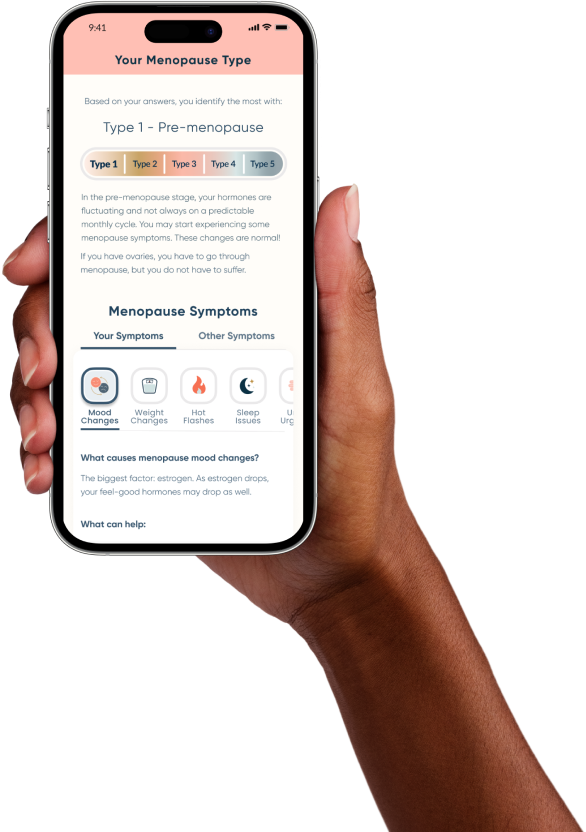 9:41
Your Menopause Type
Based on your answers, you identify the most with:
Type 1 - Pre-menopause
Type 1 Type 2 Type 3 Type 4 Type 5
In the pre-menopause stage, your hormones are
fluctuating and not always on a predictable
monthly cycle. You may start experiencing some
menopause symptoms. These changes are normal!
If you have ovaries, you have to go through
menopause, but you do not have to suffer.
Menopause Symptoms
Your Symptoms Other Symptoms
Mood Weight Hot Sleep
Changes Changes Flashes Issues
What causes menopause mood changes?
The biggest factor: estrogen. As estrogen drops,
your feel-good hormones may drop as well.
What can help: